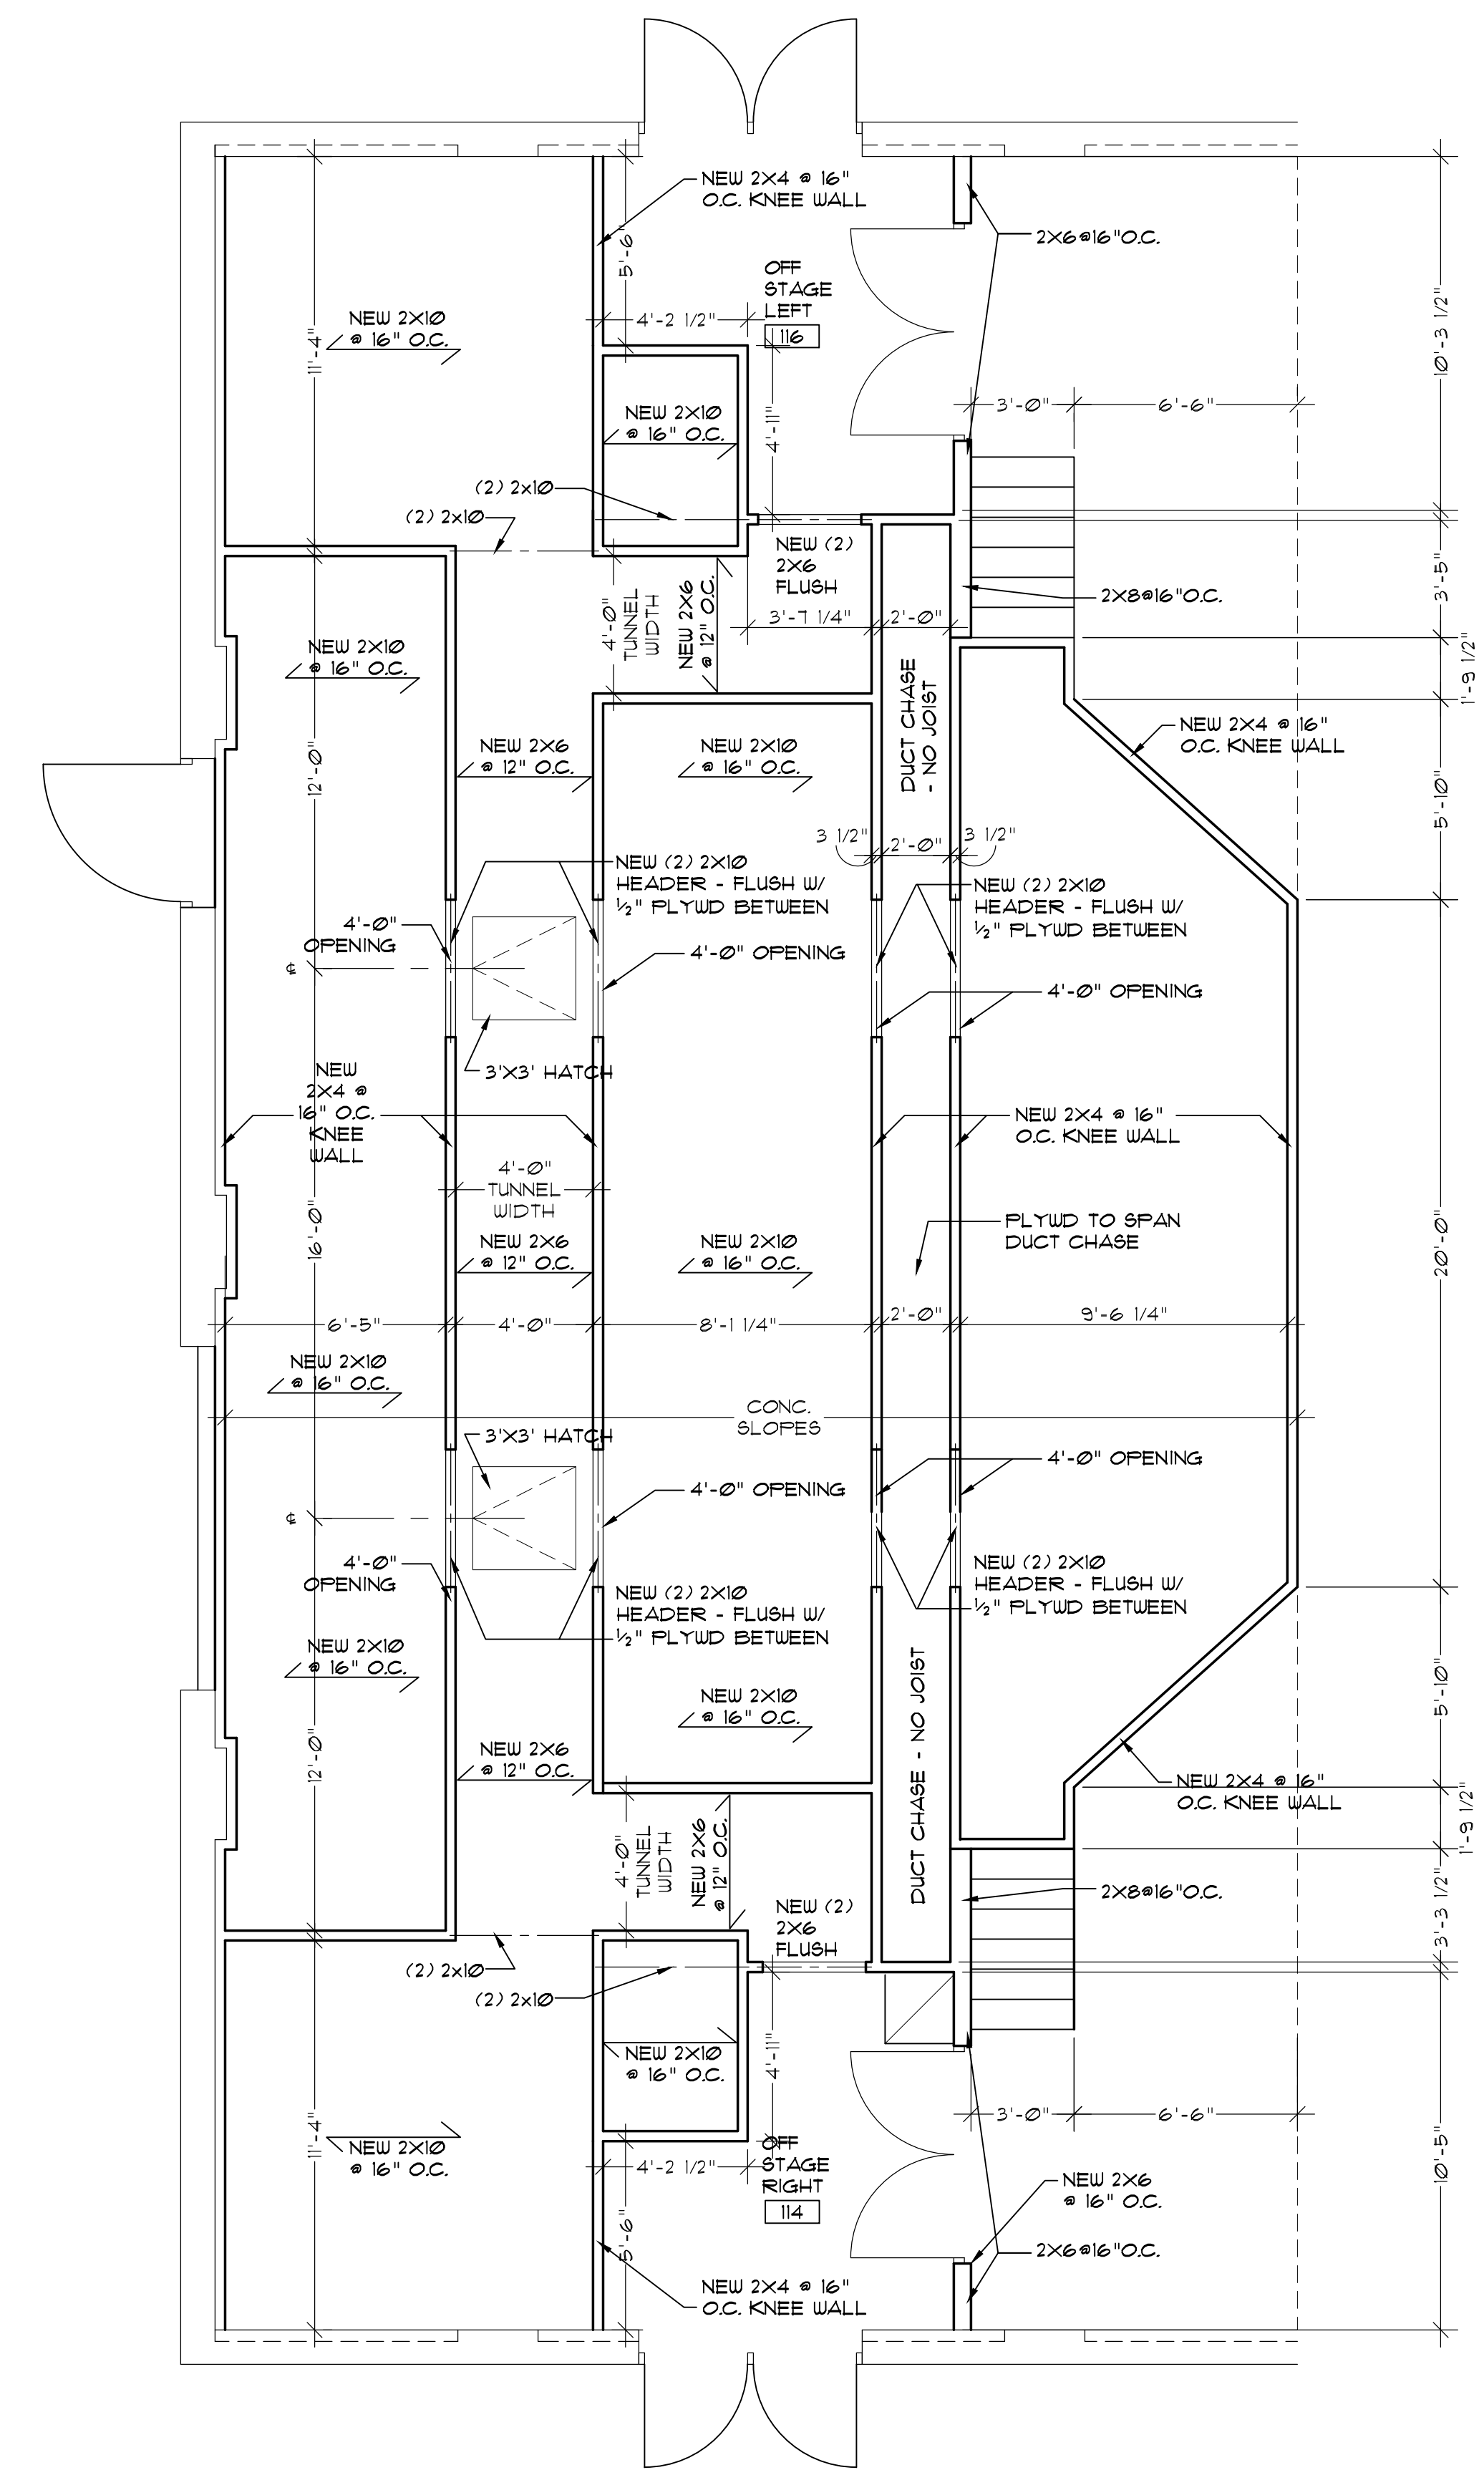 NEW 2X4 @ 16"
O.C. KNEE WALL
5'-6"
2X6@16"O.C.
OFF
STAGE
LEFT
116
4'-2 1/2"
10'-3 1/2"
NEW 2X10
@ 16" O.C.
11'-4"
3'-0"
6'-6"
NEW 2X10
@ 16" O.C.
4'-11"
(2) 2x10
(2) 2x10
NEW (2)
2X6
FLUSH
3'-5"
2X8@16"O.C.
4'-0"
TUNNEL
WIDTH
NEW 2X6
@ 12" O.C.
3'-7 1/4"
2'-0"
NEW 2X10
@ 16" O.C.
1'-9 1/2"
DUCT CHASE
- NO JOIST
NEW 2X4 @ 16"
O.C. KNEE WALL
12'-0"
NEW 2X6
@ 12" O.C.
NEW 2X10
@ 16" O.C.
5'-10"
3 1/2"
2'-0"
3 1/2"
NEW (2) 2X10
HEADER - FLUSH W/
½" PLYWD BETWEEN
NEW (2) 2X10
HEADER - FLUSH W/
½" PLYWD BETWEEN
4'-0"
OPENING
4'-0" OPENING
℄
4'-0" OPENING
3'X3' HATCH
NEW
2X4 @
16" O.C.
KNEE
WALL
NEW 2X4 @ 16"
O.C. KNEE WALL
4'-0"
TUNNEL
WIDTH
16'-0"
PLYWD TO SPAN
DUCT CHASE
20'-0"
NEW 2X6
@ 12" O.C.
NEW 2X10
@ 16" O.C.
6'-5"
4'-0"
8'-1 1/4"
2'-0"
9'-6 1/4"
NEW 2X10
@ 16" O.C.
CONC.
SLOPES
3'X3' HATCH
4'-0" OPENING
4'-0" OPENING
℄
4'-0"
OPENING
NEW (2) 2X10
HEADER - FLUSH W/
½" PLYWD BETWEEN
NEW (2) 2X10
HEADER - FLUSH W/
½" PLYWD BETWEEN
NEW 2X10
@ 16" O.C.
NEW 2X10
@ 16" O.C.
5'-10"
12'-0"
NEW 2X6
@ 12" O.C.
DUCT CHASE - NO JOIST
NEW 2X4 @ 16"
O.C. KNEE WALL
1'-9 1/2"
4'-0"
TUNNEL
WIDTH
NEW 2X6
@ 12" O.C.
2X8@16"O.C.
NEW (2)
2X6
FLUSH
3'-3 1/2"
(2) 2x10
(2) 2x10
NEW 2X10
@ 16" O.C.
4'-11"
11'-4"
3'-0"
6'-6"
NEW 2X10
@ 16" O.C.
OFF
STAGE
RIGHT
114
4'-2 1/2"
10'-5"
NEW 2X6
@ 16" O.C.
5'-6"
2X6@16"O.C.
NEW 2X4 @ 16"
O.C. KNEE WALL